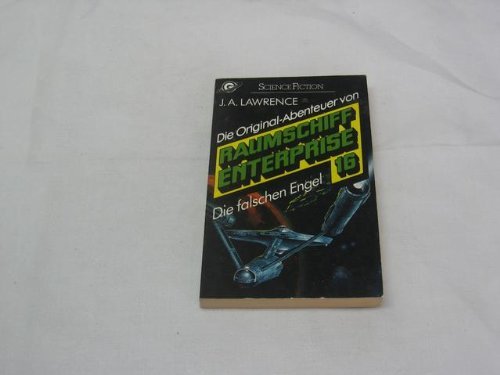 SCIENCE FICTION
J. A. LAWRENCE
Die Original-Abenteuer von
RAUMSCHIFF
ENTERPRISE
16
Die falschen Engel